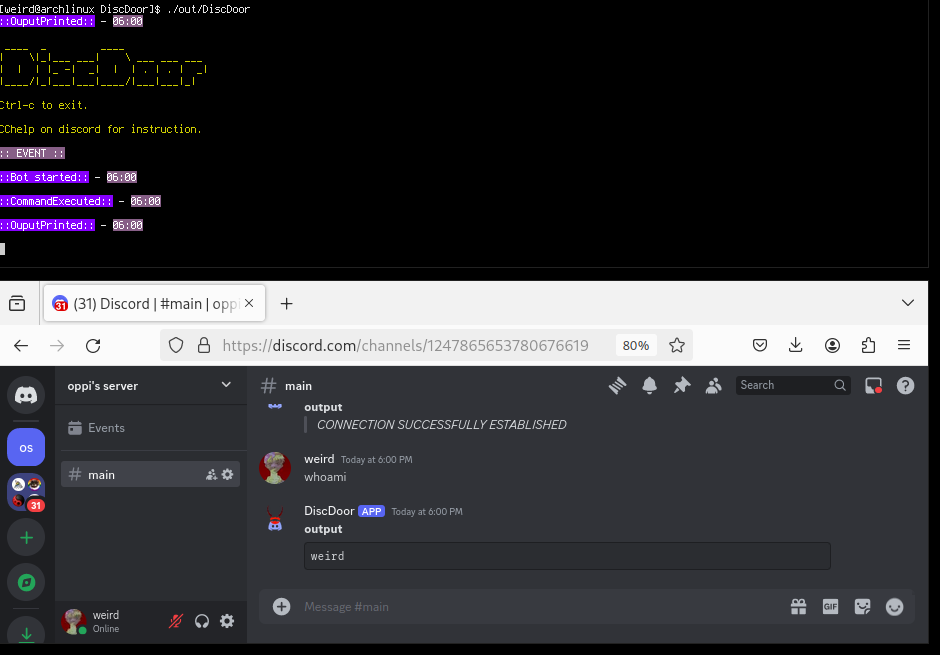 [weird@archlinux DiscDoor]$ ./out/DiscDoor
::OuputPrinted:: - 06:00
DiscDoor
Ctrl-c to exit.
CChelp on discord for instruction.
:: EVENT ::
::Bot started:: - 06:00
::CommandExecuted:: - 06:00
::OuputPrinted:: - 06:00
31 (31) Discord | #main | oppi
https://discord.com/channels/1247865653780676619
80%
oppi's server
# main
Search
output
CONNECTION SUCCESSFULLY ESTABLISHED
Events
OS
# main
weird Today at 6:00 PM
whoami
31
DiscDoor APP Today at 6:00 PM
output
weird
Message #main
GIF
weird
Online